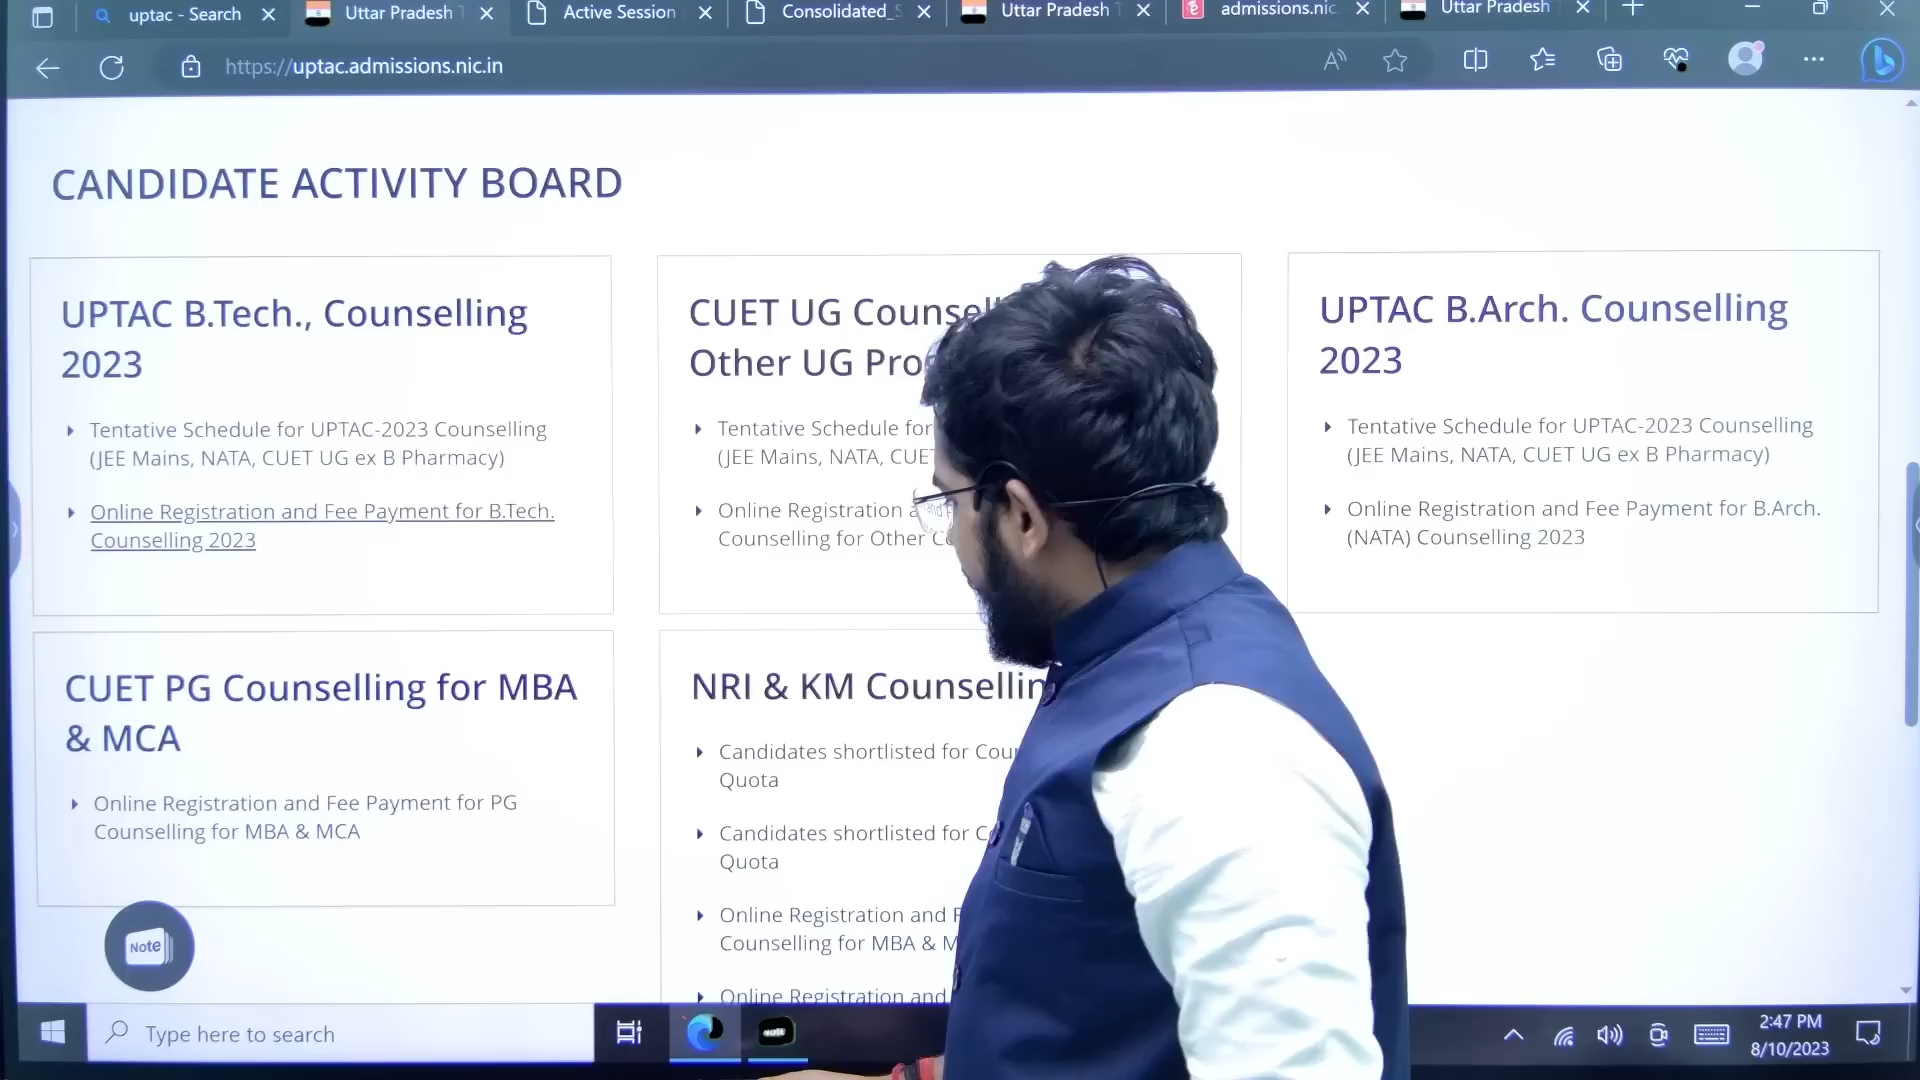 uptac - Search
Uttar Pradesh
Active Session
Consolidated_S
Uttar Pradesh
admissions.nic.
Uttar Pradesh
https://uptac.admissions.nic.in
CANDIDATE ACTIVITY BOARD
UPTAC B.Tech., Counselling
2023
Tentative Schedule for UPTAC-2023 Counselling
(JEE Mains, NATA, CUET UG ex B Pharmacy)
Online Registration and Fee Payment for B.Tech.
Counselling 2023
CUET UG
Other UG
Tentative Schedule for
(JEE Mains, NATA,
Online Registration
Counselling for Other
UPTAC B.Arch. Counselling
2023
Tentative Schedule for UPTAC-2023 Counselling
(JEE Mains, NATA, CUET UG ex B Pharmacy)
Online Registration and Fee Payment for B.Arch.
(NATA) Counselling 2023
CUET PG Counselling for MBA
& MCA
Online Registration and Fee Payment for PG
Counselling for MBA & MCA
NRI & KM Counsellin
Candidates shortlisted for
Quota
Candidates shortlisted for
Quota
Online Registration and
Counselling for MBA &
Online Registration and
Note
Type here to search
note
2:47 PM
8/10/2023